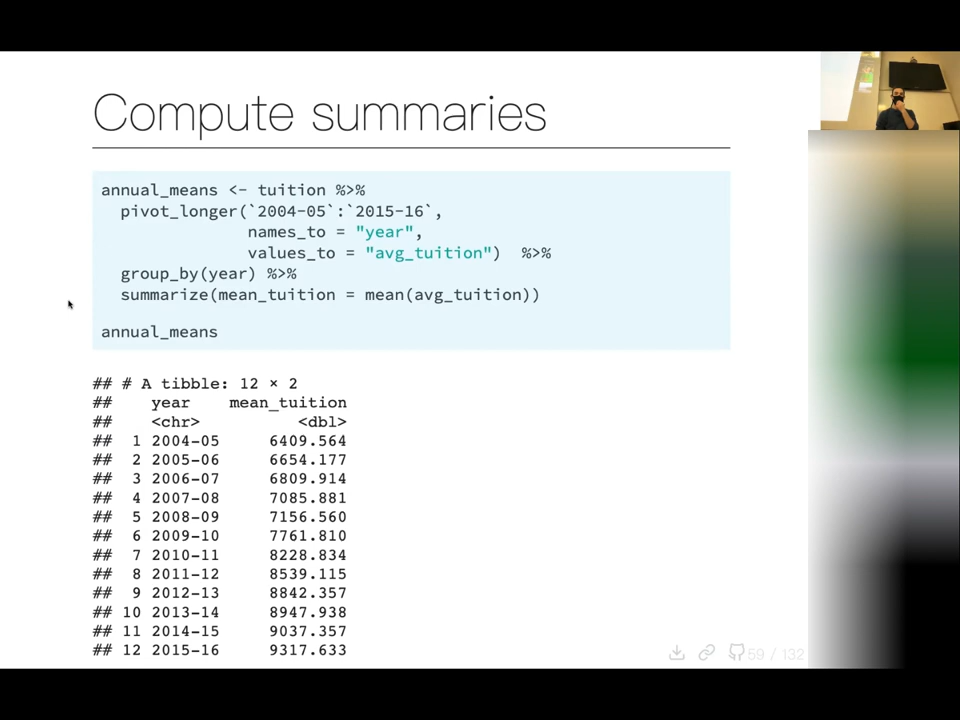 Compute summaries
annual_means <- tuition %>%
  pivot_longer(`2004-05`:`2015-16`,
               names_to = "year",
               values_to = "avg_tuition")  %>%
  group_by(year) %>%
  summarize(mean_tuition = mean(avg_tuition))
annual_means
## # A tibble: 12 × 2
##    year    mean_tuition
##    <chr>          <dbl>
##  1 2004-05     6409.564
##  2 2005-06     6654.177
##  3 2006-07     6809.914
##  4 2007-08     7085.881
##  5 2008-09     7156.560
##  6 2009-10     7761.810
##  7 2010-11     8228.834
##  8 2011-12     8539.115
##  9 2012-13     8842.357
## 10 2013-14     8947.938
## 11 2014-15     9037.357
## 12 2015-16     9317.633
59 / 132